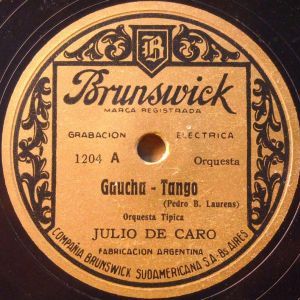 B
Brunswick
MARCA REGISTRADA
GRABACION ELECTRICA
1204 A Orquesta
Gaucha - Tango
(Pedro B. Laurens)
Orquesta Típica
JULIO DE CARO
FABRICACION ARGENTINA
COMPAÑIA BRUNSWICK SUDAMERICANA S.A.-Bs.AIRES